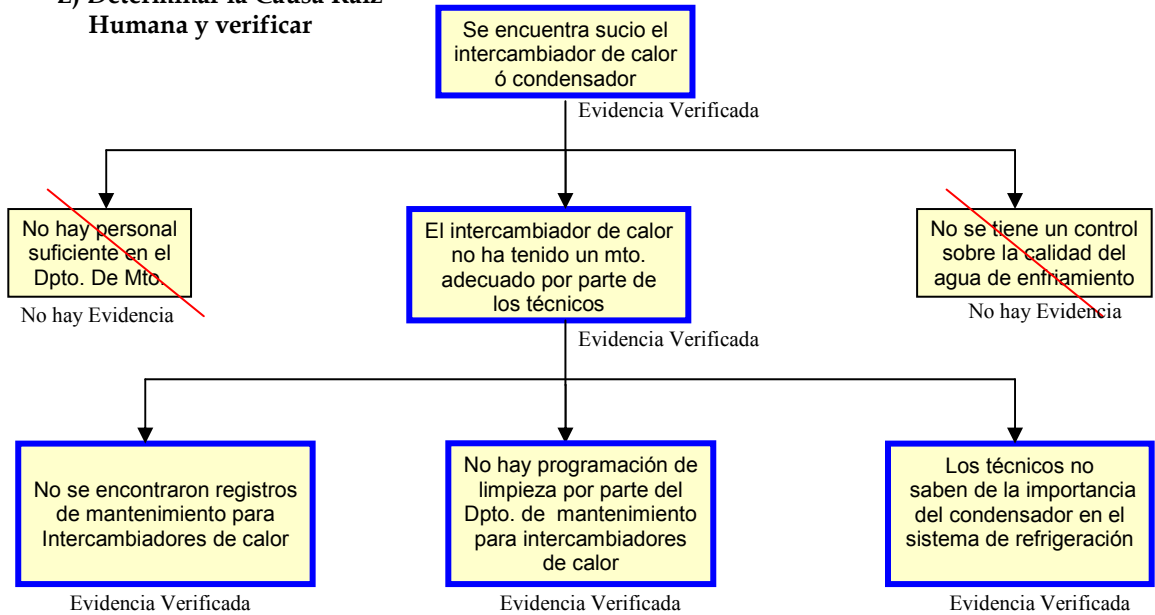 2) Determinar la Causa Raíz
Humana y verificar
Se encuentra sucio el
intercambiador de calor
ó condensador
Evidencia Verificada
No hay personal
suficiente en el
Dpto. De Mto.
No hay Evidencia
El intercambiador de calor
no ha tenido un mto.
adecuado por parte de
los técnicos
Evidencia Verificada
No se tiene un control
sobre la calidad del
agua de enfriamiento
No hay Evidencia
No se encontraron registros
de mantenimiento para
Intercambiadores de calor
Evidencia Verificada
No hay programación de
limpieza por parte del
Dpto. de mantenimiento
para intercambiadores
de calor
Evidencia Verificada
Los técnicos no
saben de la importancia
del condensador en el
sistema de refrigeración
Evidencia Verificada